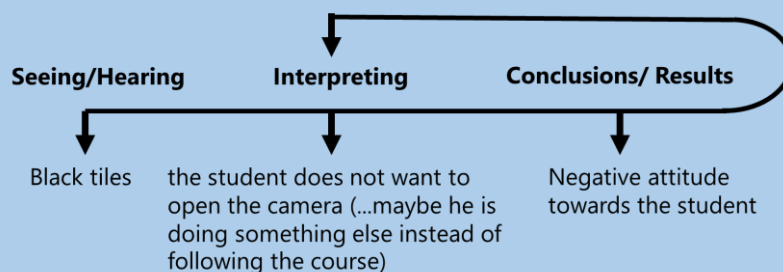 Seeing/Hearing Interpreting Conclusions/ Results
Black tiles
the student does not want to
open the camera (...maybe he is
doing something else instead of
following the course)
Negative attitude
towards the student